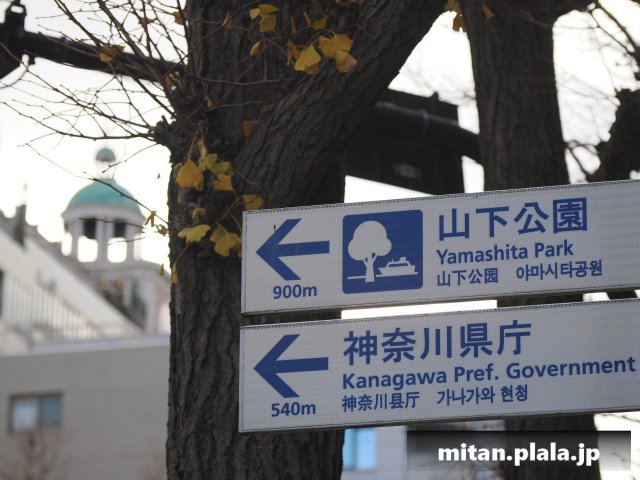 山下公園
Yamashita Park
山下公园 야마시타공원
900m
神奈川県庁
Kanagawa Pref. Government
神奈川县厅 가나가와 현청
540m
mitan.plala.jp